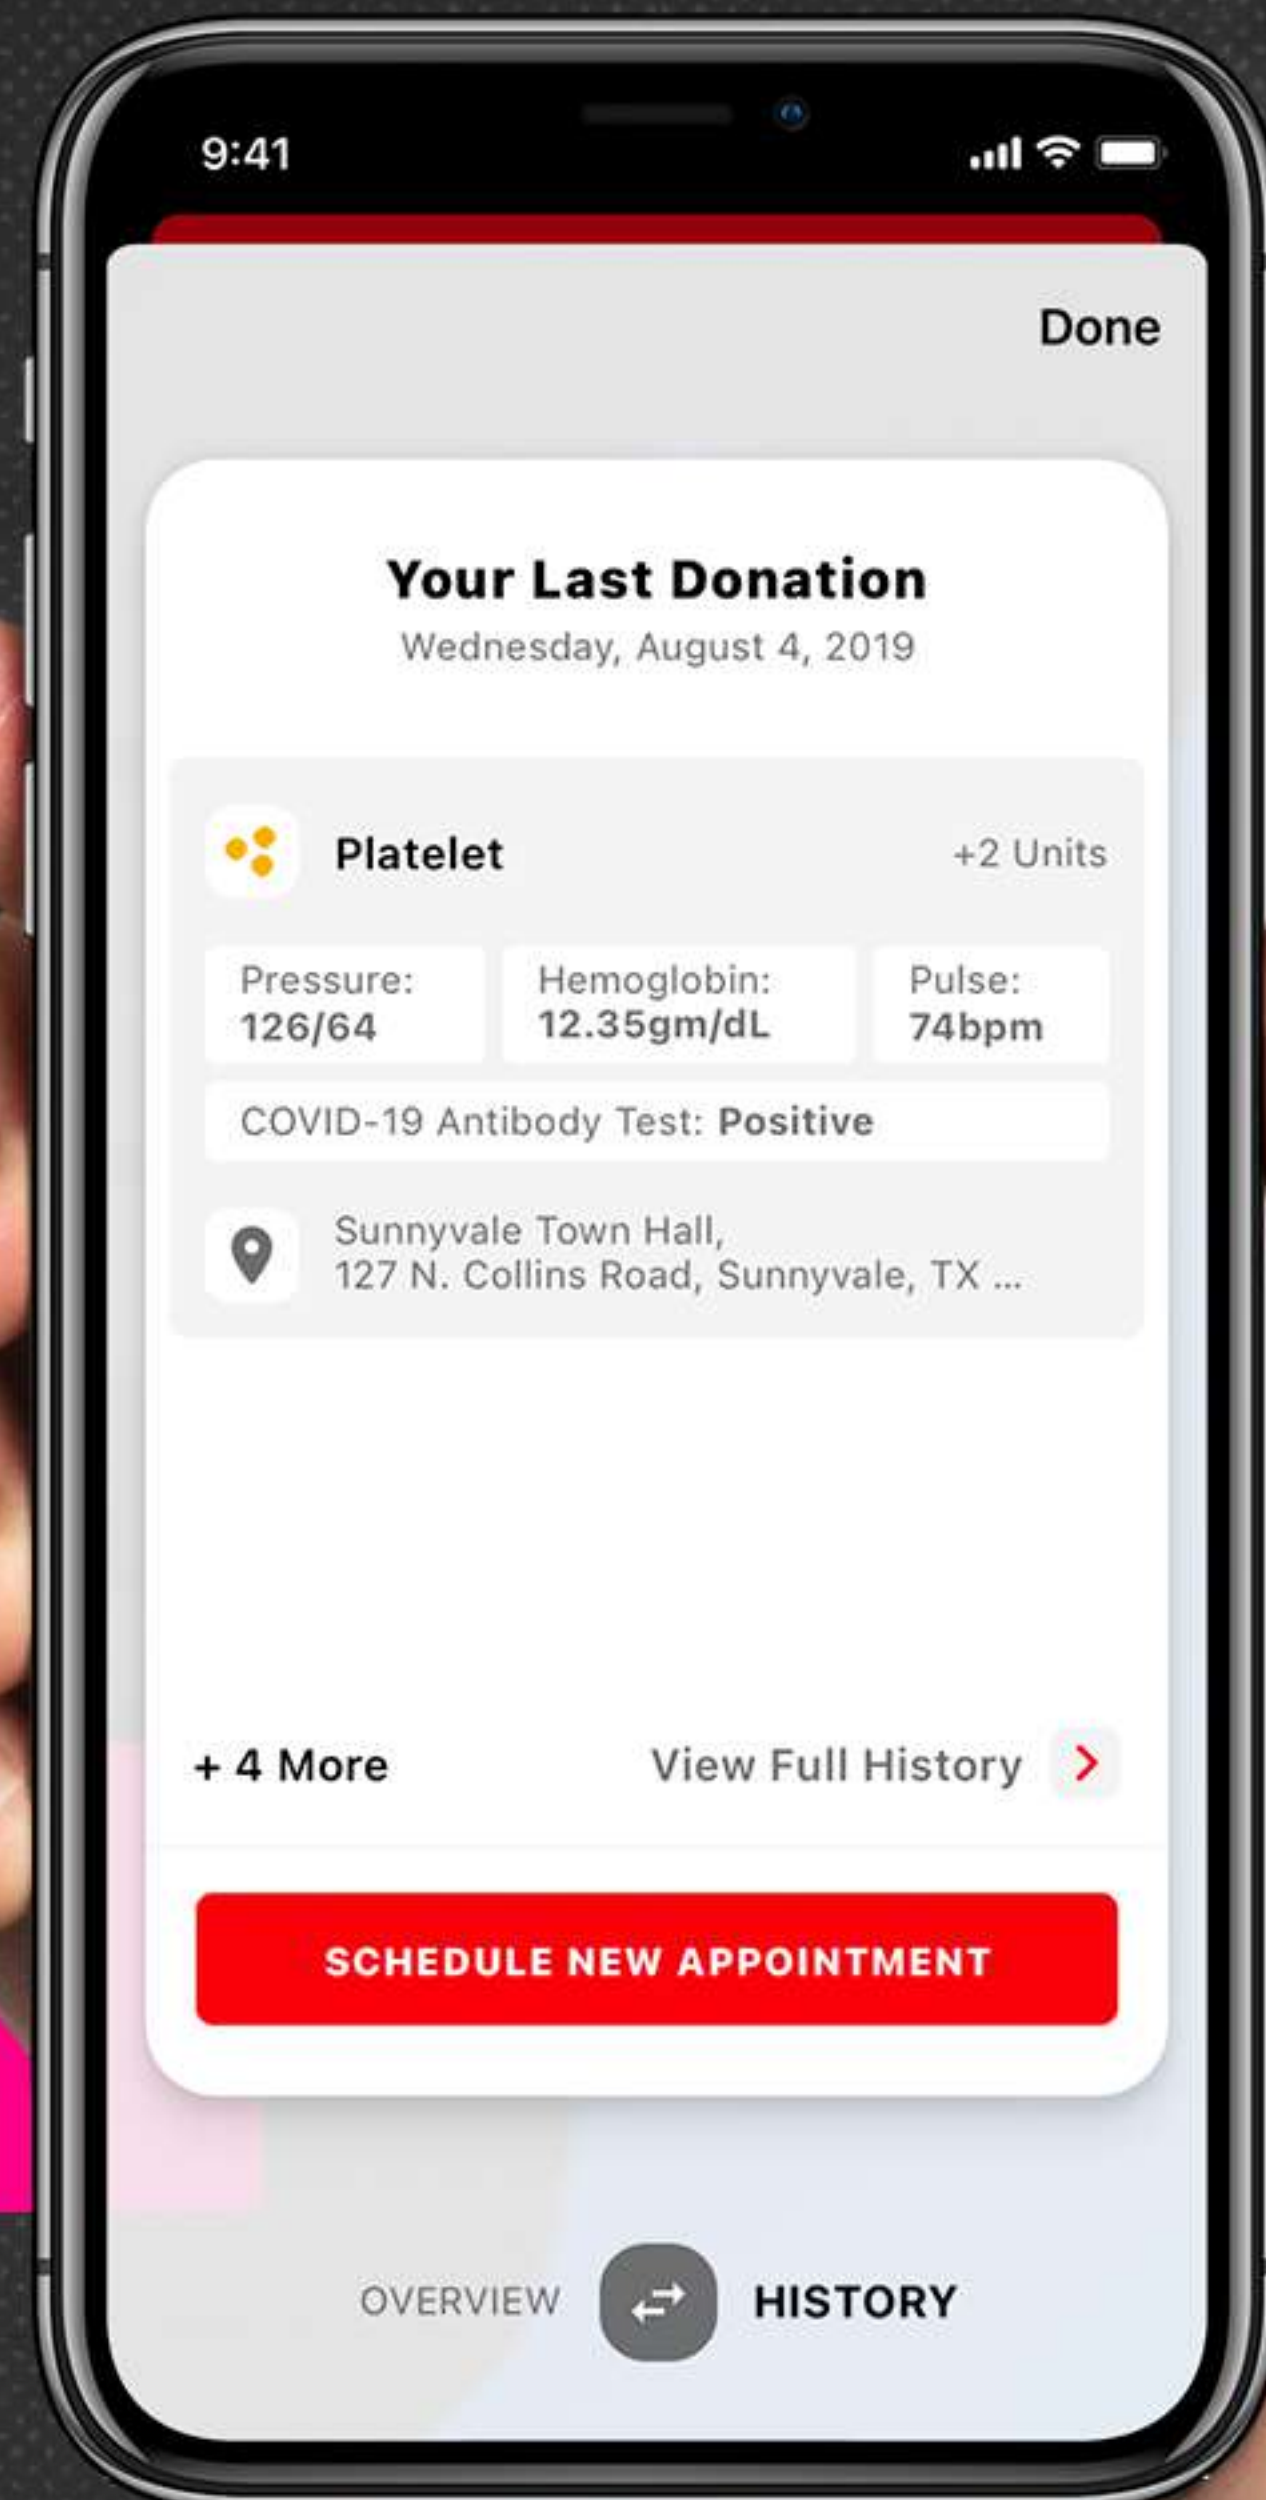 9:41
Done
Your Last Donation
Wednesday, August 4, 2019
Platelet
+2 Units
Pressure:
126/64
Hemoglobin:
12.35gm/dL
Pulse:
74bpm
COVID-19 Antibody Test: Positive
Sunnyvale Town Hall,
127 N. Collins Road, Sunnyvale, TX ...
+ 4 More
View Full History
SCHEDULE NEW APPOINTMENT
OVERVIEW
HISTORY